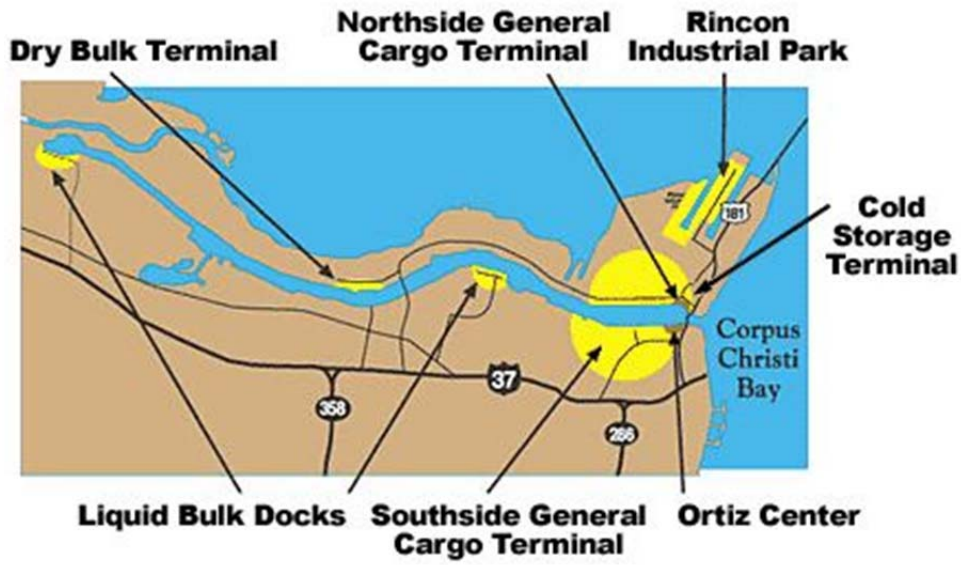 Northside General
Cargo Terminal
Rincon
Industrial Park
Dry Bulk Terminal
181
Cold
Storage
Terminal
Corpus
Christi
Bay
37
358
286
Liquid Bulk Docks
Southside General
Cargo Terminal
Ortiz Center